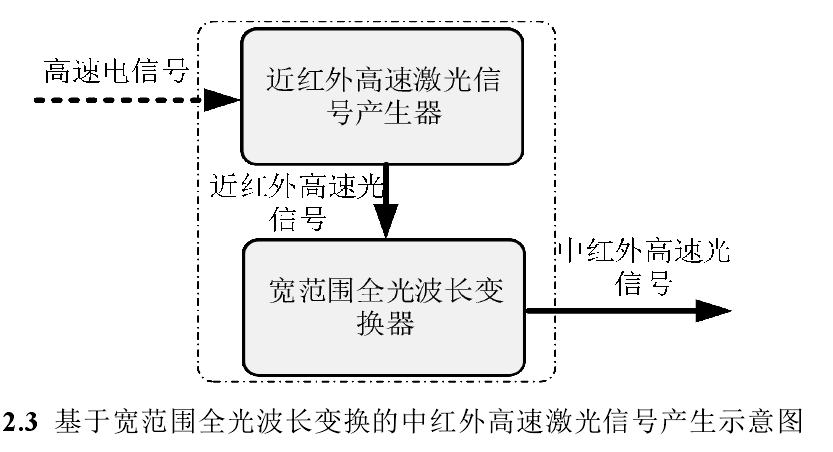 高速电信号
近红外高速激光信
号产生器
近红外高速光
信号
宽范围全光波长变
换器
中红外高速光
信号
2.3 基于宽范围全光波长变换的中红外高速激光信号产生示意图